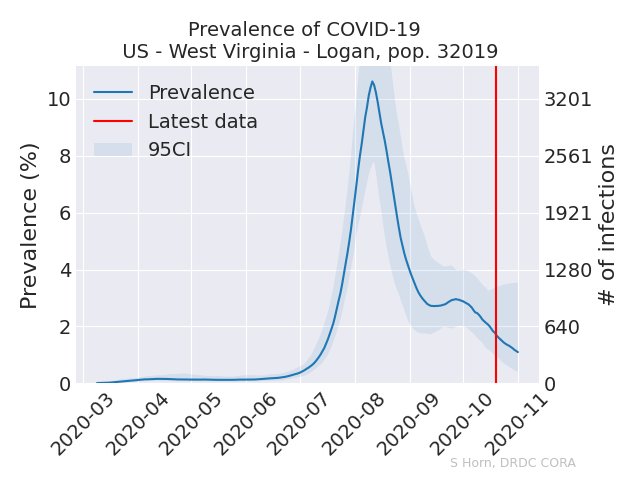 Prevalence of COVID-19
US - West Virginia - Logan, pop. 32019
Prevalence
Latest data
95CI
Prevalence (%)
10
8
6
4
2
0
3201
2561
1921
1280
640
0
# of infections
2020-03
2020-04
2020-05
2020-06
2020-07
2020-08
2020-09
2020-10
2020-11
S Horn, DRDC CORA